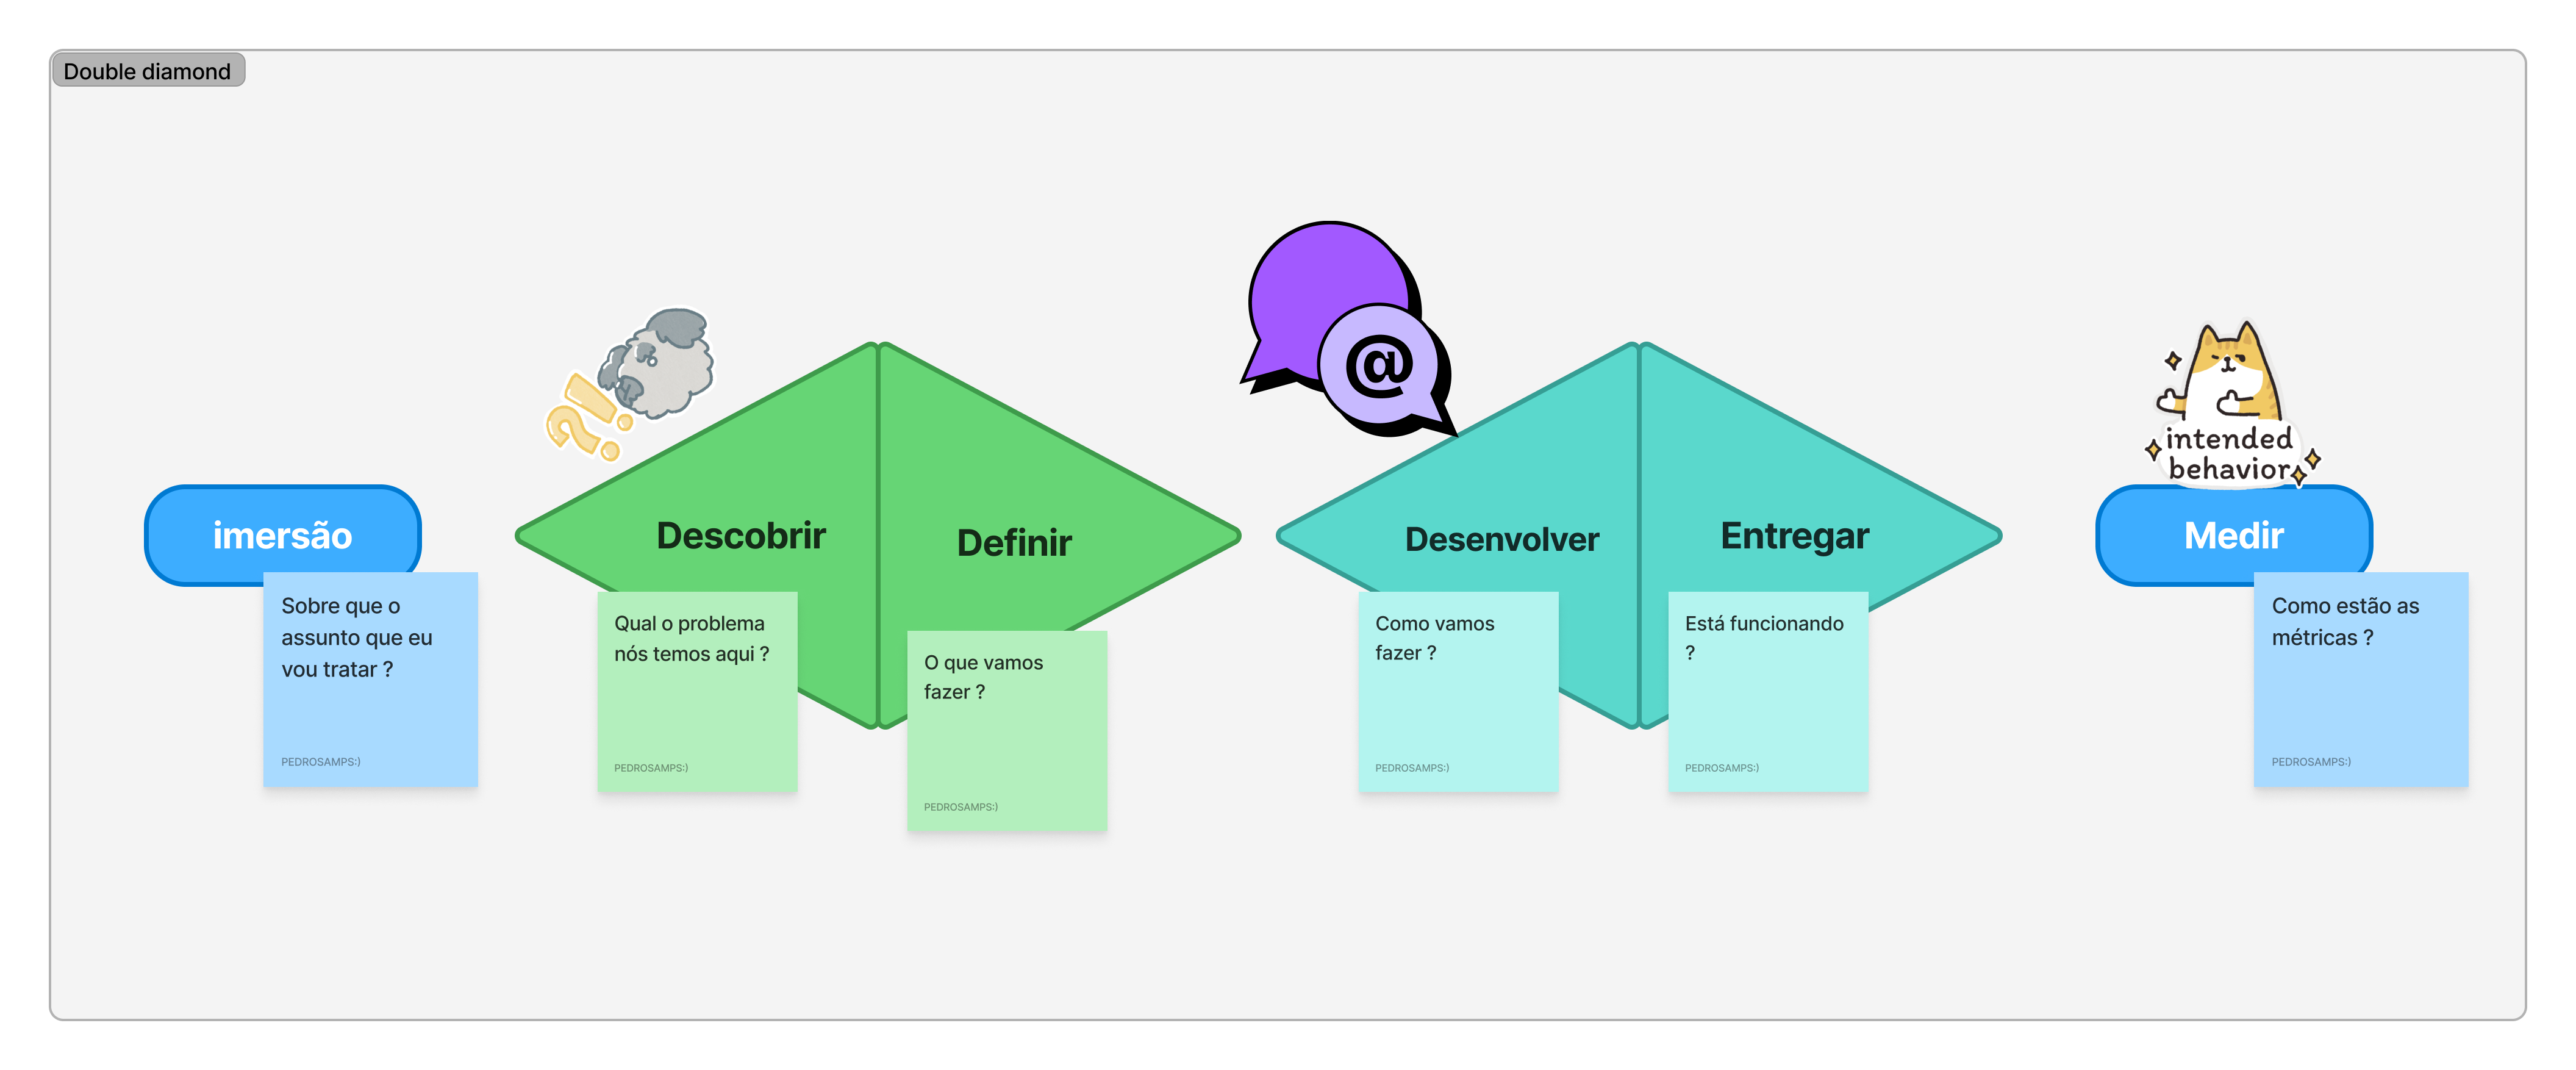 Double diamond
@
intended
behavior
imersão
Descobrir
Definir
Desenvolver
Entregar
Medir
Sobre que o
assunto que eu
vou tratar ?
PEDROSAMPS:)
Qual o problema
nós temos aqui ?
PEDROSAMPS:)
O que vamos
fazer ?
PEDROSAMPS:)
Como vamos
fazer ?
PEDROSAMPS:)
Está funcionando
?
PEDROSAMPS:)
Como estão as
métricas ?
PEDROSAMPS:)
?!